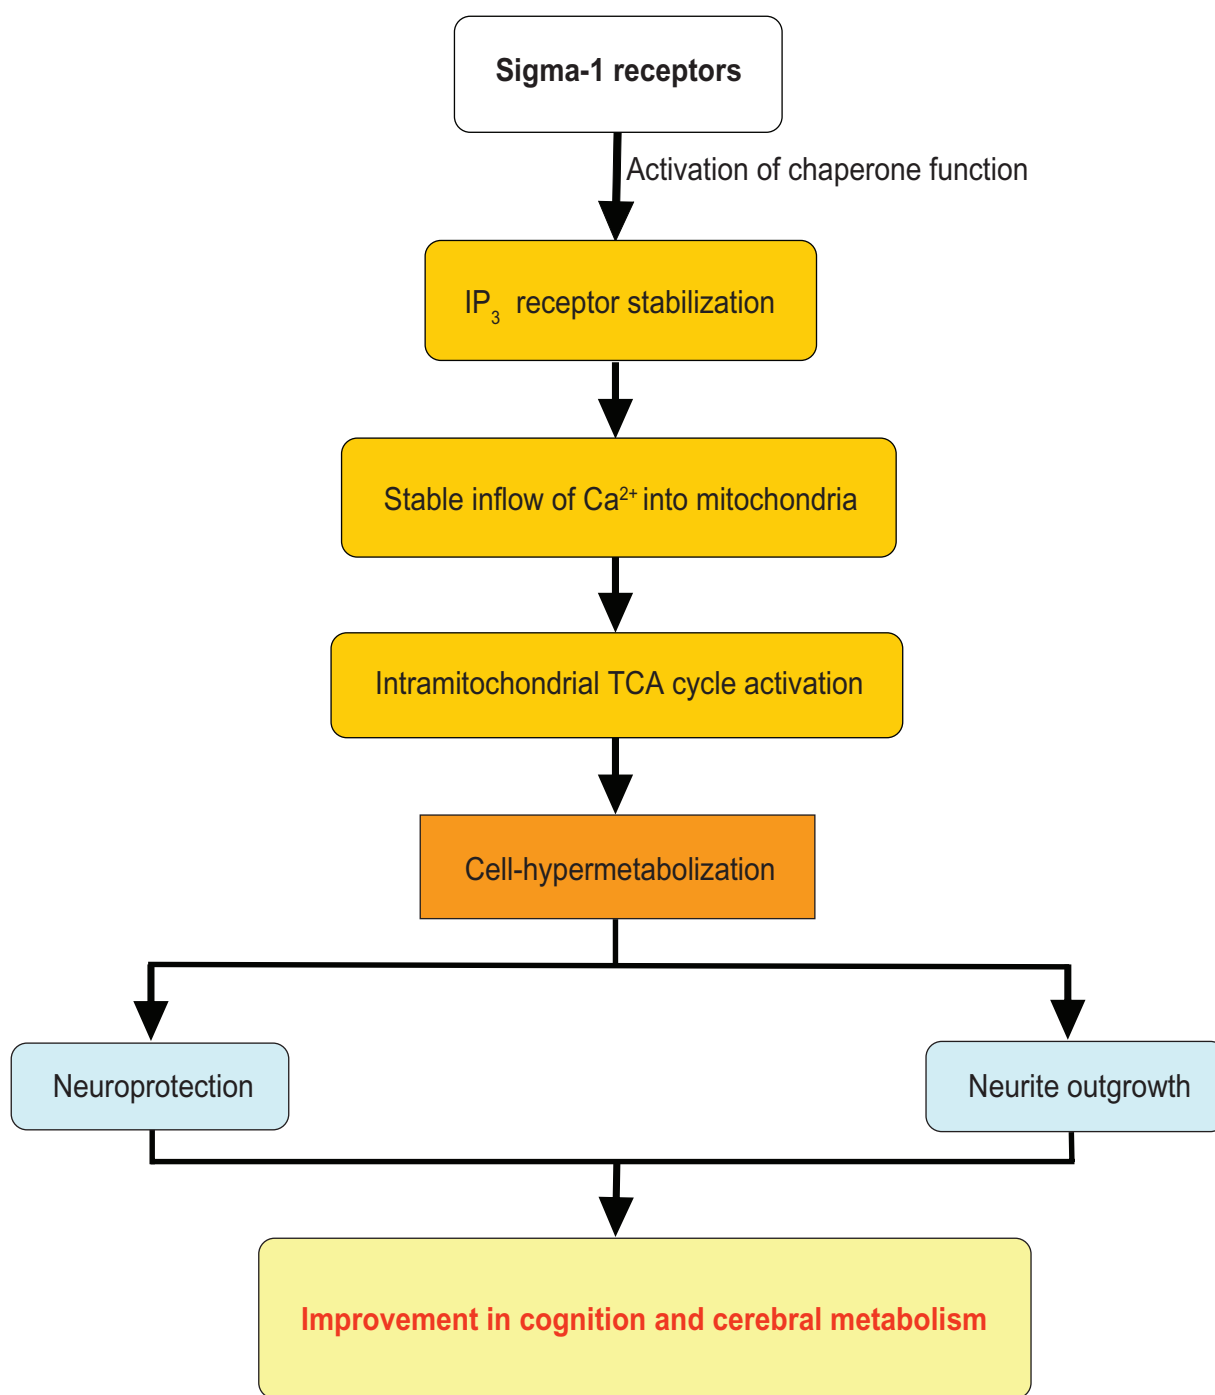 Sigma-1 receptors
Activation of chaperone function
IP₃ receptor stabilization
Stable inflow of Ca²⁺ into mitochondria
Intramitochondrial TCA cycle activation
Cell-hypermetabolization
Neuroprotection
Neurite outgrowth
Improvement in cognition and cerebral metabolism